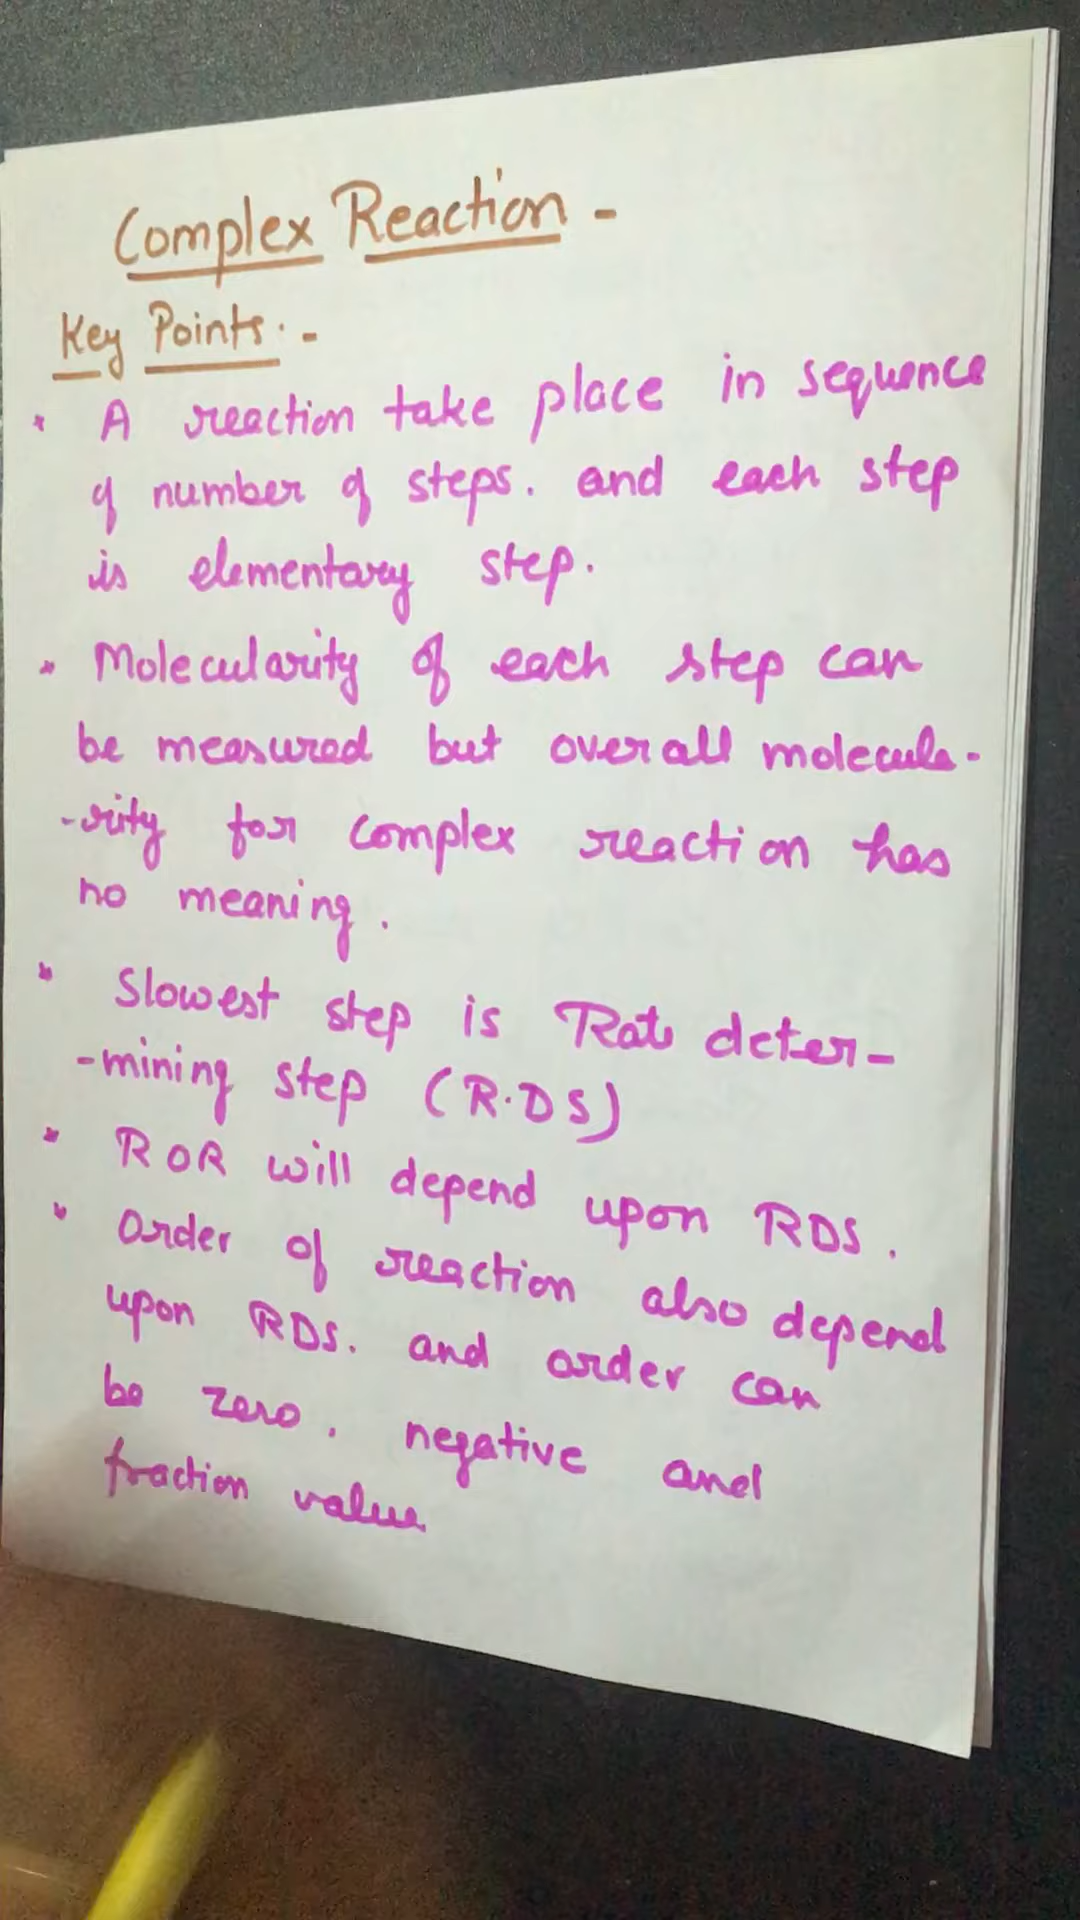 Complex Reaction -
Key Points. -
* A reaction take place in sequence
of number of steps. and each step
is elementary step.
* Molecularity of each step can
be measured but overall molecula-
-rity for complex reaction has
no meaning.
* Slowest step is Rate deter-
-mining step (R.DS)
* ROR will depend upon RDS.
* Order of reaction also depend
upon RDS. and order can
be zero, negative and
fraction value